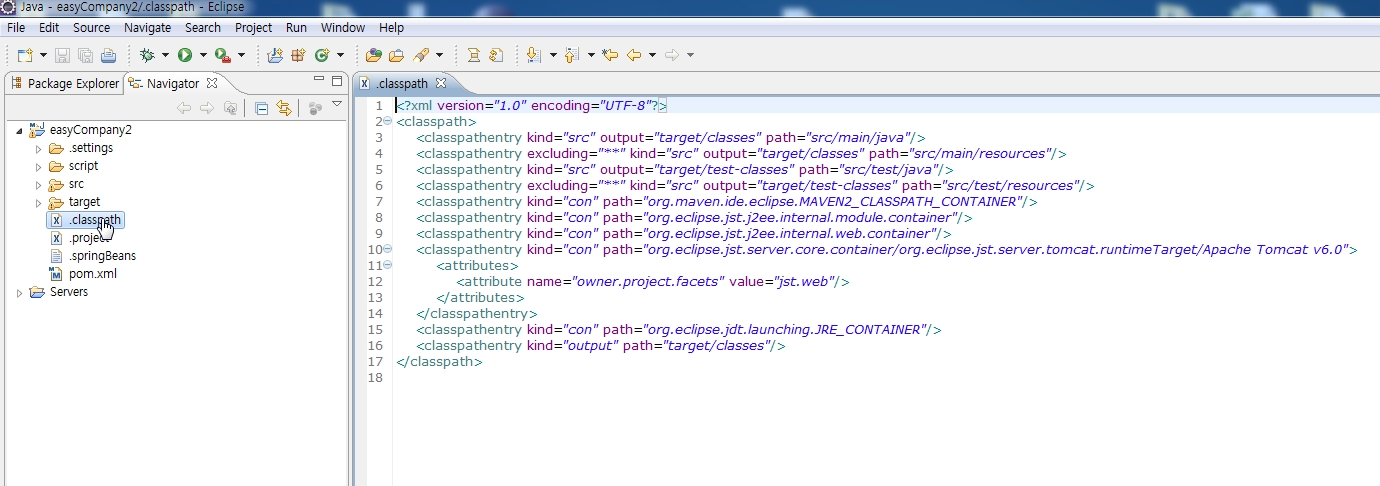 Java - easyCompany2/.classpath - Eclipse
File Edit Source Navigate Search Project Run Window Help
Package Explorer Navigator
easyCompany2
.settings
script
src
target
.classpath
.project
.springBeans
pom.xml
Servers
.classpath
1 <?xml version="1.0" encoding="UTF-8"?>
2 <classpath>
3 <classpathentry kind="src" output="target/classes" path="src/main/java"/>
4 <classpathentry excluding="**" kind="src" output="target/classes" path="src/main/resources"/>
5 <classpathentry kind="src" output="target/test-classes" path="src/test/java"/>
6 <classpathentry excluding="**" kind="src" output="target/test-classes" path="src/test/resources"/>
7 <classpathentry kind="con" path="org.maven.ide.eclipse.MAVEN2_CLASSPATH_CONTAINER"/>
8 <classpathentry kind="con" path="org.eclipse.jst.j2ee.internal.module.container"/>
9 <classpathentry kind="con" path="org.eclipse.jst.j2ee.internal.web.container"/>
10 <classpathentry kind="con" path="org.eclipse.jst.server.core.container/org.eclipse.jst.server.tomcat.runtimeTarget/Apache Tomcat v6.0">
11 <attributes>
12 <attribute name="owner.project.facets" value="jst.web"/>
13 </attributes>
14 </classpathentry>
15 <classpathentry kind="con" path="org.eclipse.jdt.launching.JRE_CONTAINER"/>
16 <classpathentry kind="output" path="target/classes"/>
17 </classpath>
18